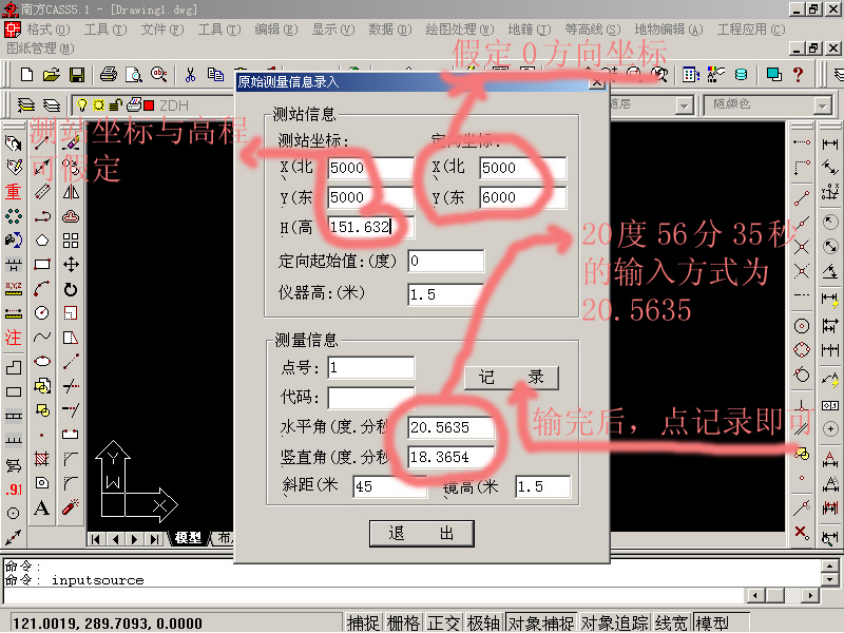 南方CASS5.1 - [Drawing1.dwg]
格式(O) 工具(T) 文件(F) 工具(T) 编辑(E) 显示(V) 数据(D) 绘图处理(W) 地籍(T) 等高线(S) 地物编辑(A) 工程应用(C)
图纸管理(M)
假定0方向坐标
原始测量信息录入
ZDH
随层
随颜色
测站坐标与高程
可假定
测站信息
测站坐标: 定向坐标:
X(北 5000 X(北 5000
Y(东 5000 Y(东 6000
H(高 151.632
定向起始值:(度) 0
仪器高:(米) 1.5
20度56分35秒
的输入方式为
20.5635
测量信息
点号: 1
记 录
代码:
水平角(度.分秒 20.5635
竖直角(度.分秒 18.3654
斜距(米 45 镜高(米 1.5
输完后，点记录即可
退 出
重
注
.91
A
Y
W
X
模型 布
命令:
命令: inputsource
121.0019, 289.7093, 0.0000
捕捉 栅格 正交 极轴 对象捕捉 对象追踪 线宽 模型